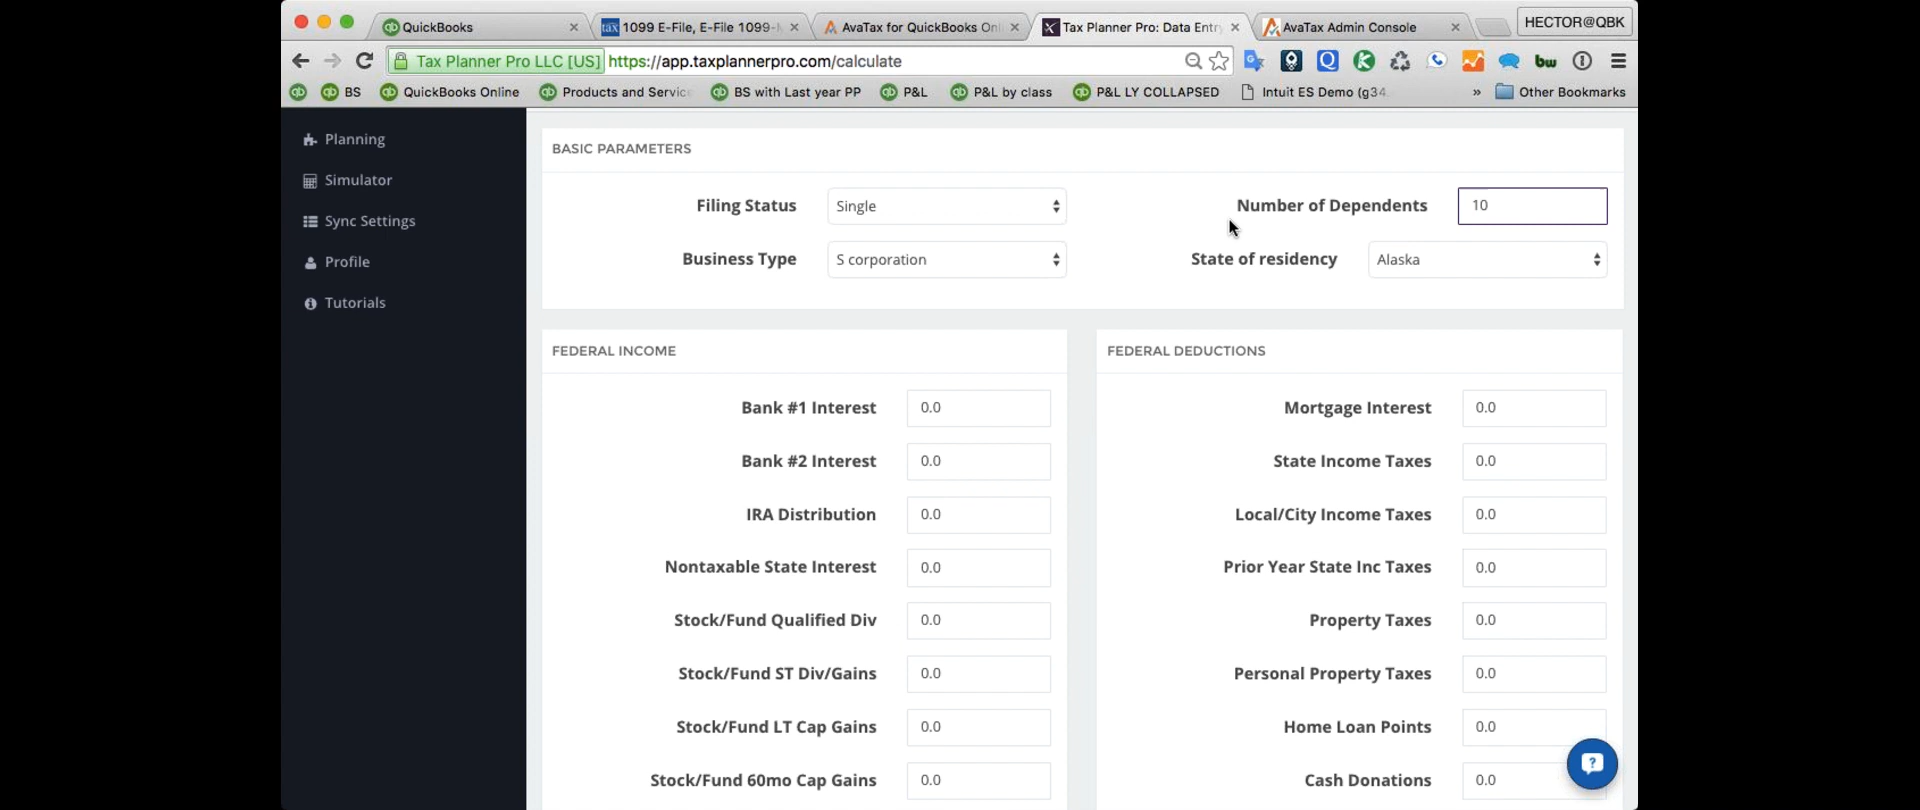 QuickBooks
1099 E-File, E-File 1099-
AvaTax for QuickBooks Onl
Tax Planner Pro: Data Entr
AvaTax Admin Console
HECTOR@QBK
Tax Planner Pro LLC [US]
https://app.taxplannerpro.com/calculate
BS
QuickBooks Online
Products and Servic
BS with Last year PP
P&L
P&L by class
P&L LY COLLAPSED
Intuit ES Demo (g34
»
Other Bookmarks
Planning
Simulator
Sync Settings
Profile
Tutorials
BASIC PARAMETERS
Filing Status Single
Number of Dependents 10
Business Type S corporation
State of residency Alaska
FEDERAL INCOME
Bank #1 Interest 0.0
Bank #2 Interest 0.0
IRA Distribution 0.0
Nontaxable State Interest 0.0
Stock/Fund Qualified Div 0.0
Stock/Fund ST Div/Gains 0.0
Stock/Fund LT Cap Gains 0.0
Stock/Fund 60mo Cap Gains 0.0
FEDERAL DEDUCTIONS
Mortgage Interest 0.0
State Income Taxes 0.0
Local/City Income Taxes 0.0
Prior Year State Inc Taxes 0.0
Property Taxes 0.0
Personal Property Taxes 0.0
Home Loan Points 0.0
Cash Donations 0.0